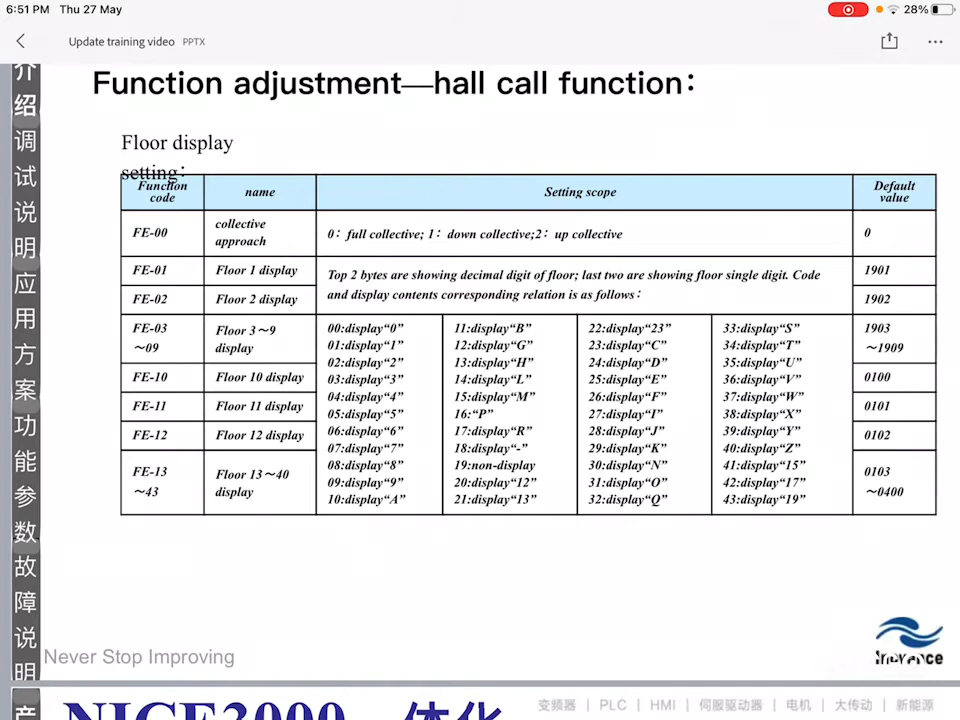 6:51 PM Thu 27 May
28%
Update training video PPTX
介
绍
调
试
说
明
应
用
方
案
功
能
参
数
故
障
说
明
Function adjustment—hall call function：
Floor display
setting：
Function code
name
Setting scope
Default value
FE-00
collective approach
0：full collective; 1：down collective;2：up collective
0
FE-01
Floor 1 display
Top 2 bytes are showing decimal digit of floor; last two are showing floor single digit. Code
and display contents corresponding relation is as follows：
1901
FE-02
Floor 2 display
1902
FE-03
～09
Floor 3～9
display
1903
～1909
FE-10
Floor 10 display
0100
FE-11
Floor 11 display
0101
FE-12
Floor 12 display
0102
FE-13
～43
Floor 13～40
display
0103
～0400
00:display“0”
01:display“1”
02:display“2”
03:display“3”
04:display“4”
05:display“5”
06:display“6”
07:display“7”
08:display“8”
09:display“9”
10:display“A”
11:display“B”
12:display“G”
13:display“H”
14:display“L”
15:display“M”
16:“P”
17:display“R”
18:display“-”
19:non-display
20:display“12”
21:display“13”
22:display“23”
23:display“C”
24:display“D”
25:display“E”
26:display“F”
27:display“I”
28:display“J”
29:display“K”
30:display“N”
31:display“O”
32:display“Q”
33:display“S”
34:display“T”
35:display“U”
36:display“V”
37:display“W”
38:display“X”
39:display“Y”
40:display“Z”
41:display“15”
42:display“17”
43:display“19”
Never Stop Improving
Inovance
产
NICE3000 一体化
变频器 | PLC | HMI | 伺服驱动器 | 电机 | 大传动 | 新能源